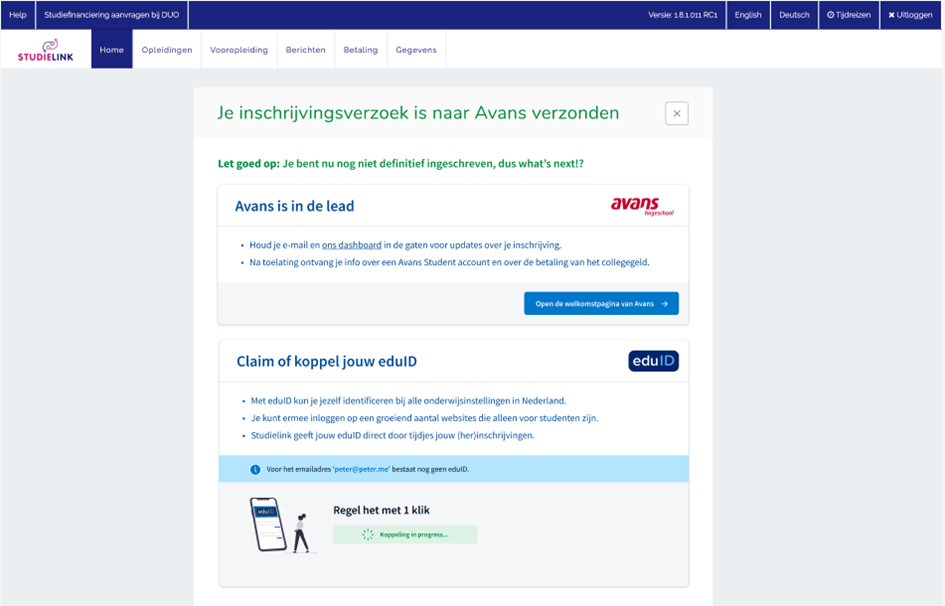 Help Studiefinanciering aanvragen bij DUO Versie: 1.8.1.011 RC1 English Deutsch Tijdreizen Uitloggen
STUDIELINK Home Opleidingen Vooropleiding Berichten Betaling Gegevens
Je inschrijvingsverzoek is naar Avans verzonden
Let goed op: Je bent nu nog niet definitief ingeschreven, dus what's next!?
Avans is in de lead avans hogeschool
• Houd je e-mail en ons dashboard in de gaten voor updates over je inschrijving.
• Na toelating ontvang je info over een Avans Student account en over de betaling van het collegegeld.
Open de welkomstpagina van Avans →
Claim of koppel jouw eduID eduID
• Met eduID kun je jezelf identificeren bij alle onderwijsinstellingen in Nederland.
• Je kunt ermee inloggen op een groeiend aantal websites die alleen voor studenten zijn.
• Studielink geeft jouw eduID direct door tijdjes jouw (her)inschrijvingen.
Voor het emailadres 'peter@peter.me' bestaat nog geen eduID.
eduID
Regel het met 1 klik
Koppeling in progress...